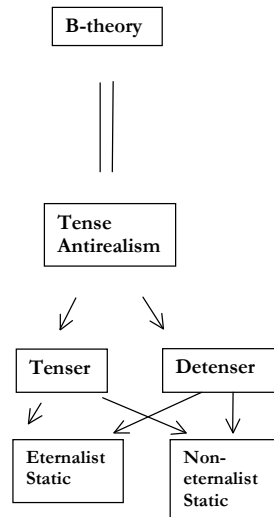 B-theory
Tense
Antirealism
Tenser
Detenser
Eternalist
Static
Non-
eternalist
Static